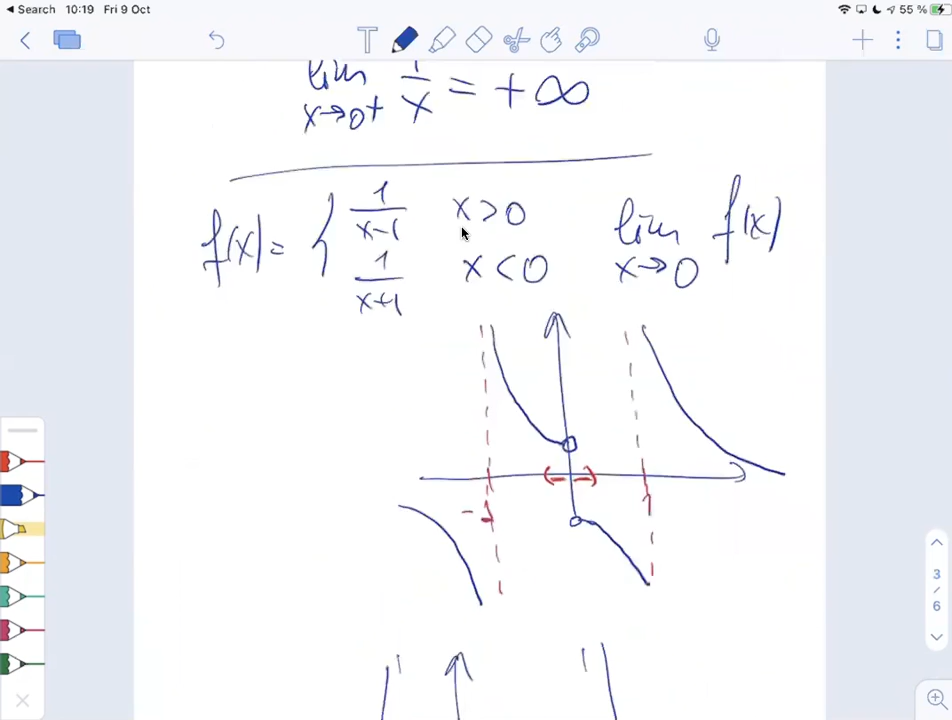 Search 10:19 Fri 9 Oct 55 %
T
lim 1/x = +∞
x→0+
f(x) = { 1/(x-1) x>0
1/(x+1) x<0
lim f(x)
x→0
-1 1
3
/
6